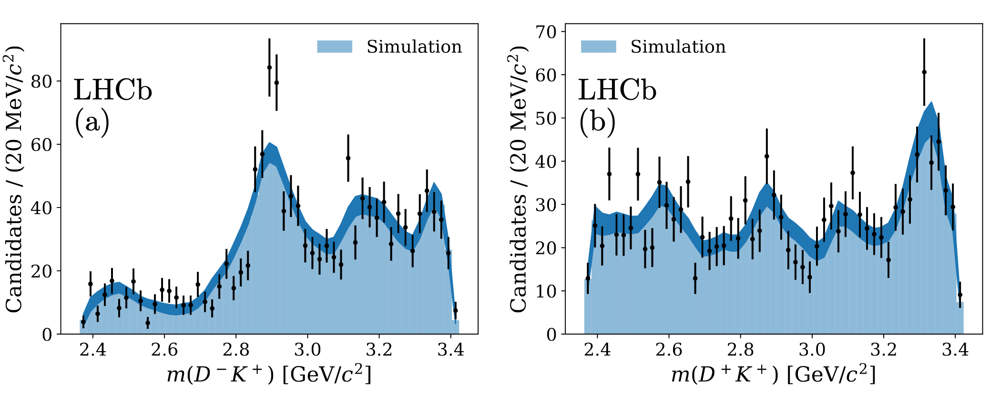 Candidates / (20 MeV/c²)
80
60
40
20
0
LHCb
(a)
Simulation
2.4 2.6 2.8 3.0 3.2 3.4
m(D⁻K⁺) [GeV/c²]
Candidates / (20 MeV/c²)
70
60
50
40
30
20
10
0
Simulation
LHCb
(b)
2.4 2.6 2.8 3.0 3.2 3.4
m(D⁺K⁺) [GeV/c²]